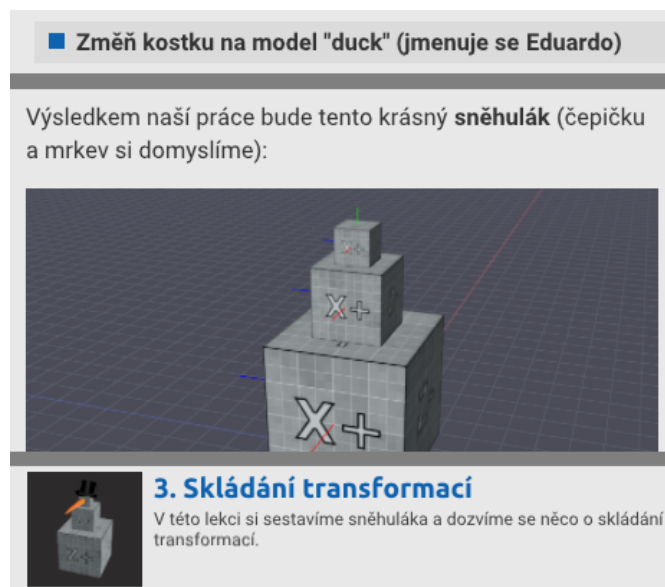 Změň kostku na model "duck" (jmenuje se Eduardo)
Výsledkem naší práce bude tento krásný sněhulák (čepičku
a mrkev si domyslíme):
X+
X+
X+
3. Skládání transformací
V této lekci si sestavíme sněhuláka a dozvíme se něco o skládání
transformací.